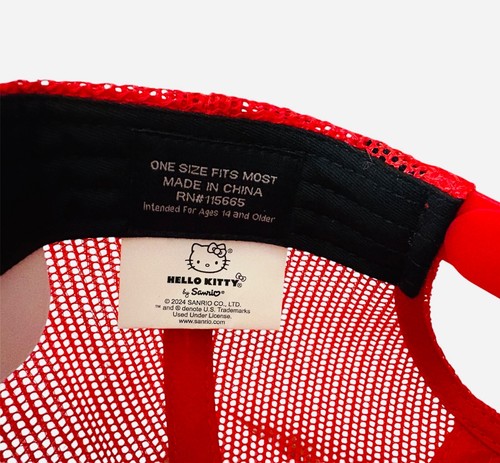 ONE SIZE FITS MOST
MADE IN CHINA
RN#115665
Intended For Ages 14 and Older
®
HELLO KITTY®
by Sanrio®
© 2024 SANRIO CO., LTD.
™ and ® denote U.S. Trademarks
Used Under License.
www.sanrio.com